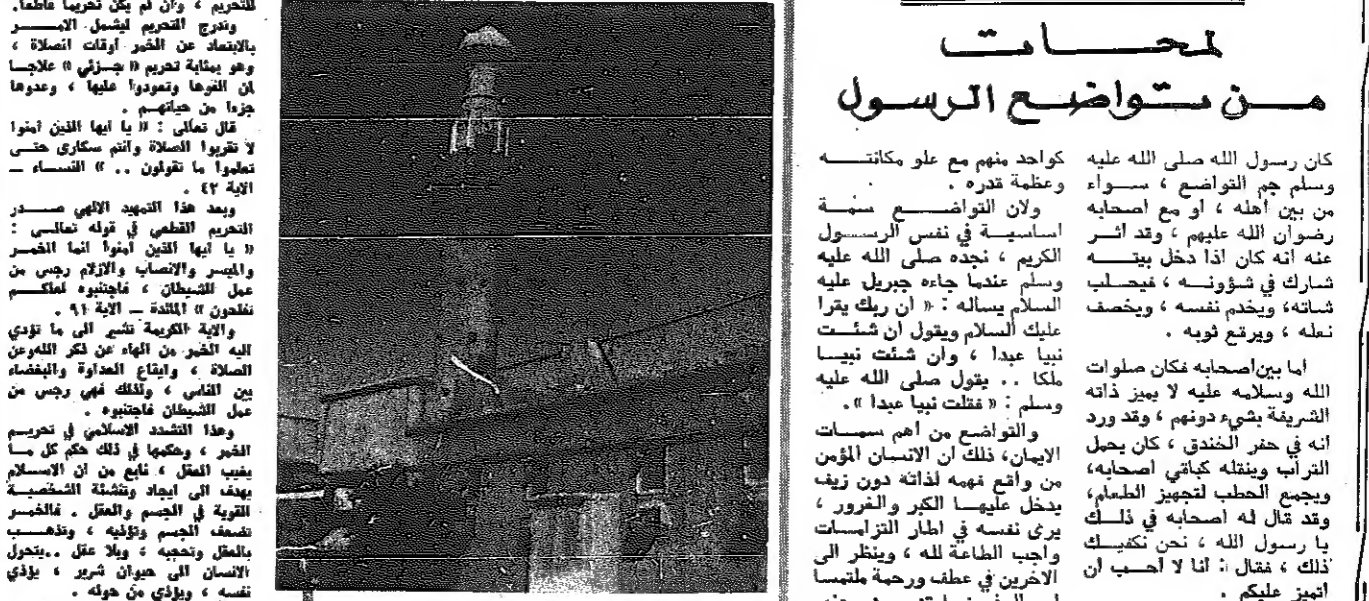 لمحات
من تواضع الرسول
كان رسول الله صلى الله عليه
وسلم جم التواضع ، سواء
من بين أهله ، او مع اصحابه
رضوان الله عليهم ، وقد اثر
عنه انه كان اذا دخل بيته
شارك في شؤونه ، فيحلب
شاته، ويخدم نفسه ، ويخصف
نعله ، ويرقع ثوبه .
اما بين اصحابه فكان صلوات
الله وسلامه عليه لا يميز ذاته
الشريفة بشيء دونهم ، وقد ورد
انه في حفر الخندق ، كان يحمل
التراب وينقله كباقي اصحابه،
ويجمع الحطب لتجهيز الطعام،
وقد قال له اصحابه في ذلك
يا رسول الله ، نحن نكفيك
ذلك ، فقال : أنا لا احب ان
اتميز عليكم .
كواحد منهم مع علو مكانته
وعظمة قدره .
ولان التواضع سمة
اساسية في نفس الرسول
الكريم ، نجده صلى الله عليه
وسلم عندما جاءه جبريل عليه
السلام يساله : « ان ربك يقرا
عليك السلام ويقول ان شئت
نبيا عبدا ، وان شئت نبيا
ملكا .. يقول صلى الله عليه
وسلم : « فقلت نبيا عبدا ».
والتواضع من أهم سمات
الايمان، ذلك ان الانسان المؤمن
من واقع فهمه لذاته دون زيف
يدخل عليها الكبر والغرور ،
يرى نفسه في اطار التزامات
واجب الطاعة لله ، وينظر الى
الاخرين في عطف ورحمة ملتمسا
للتحريم ، وان لم يكن تحريما قاطعا.
وتدرج التحريم ليشمل الامر
بالابتعاد عن الخمر اوقات الصلاة ،
وهو بمثابة تحريم « جزئي » علاجا
لمن الفوها وتعودوا عليها ، وعدوها
جزءا من حياتهم .
قال تعالى : « يا ايها الذين آمنوا
لا تقربوا الصلاة وانتم سكارى حتى
تعلموا ما تقولون .. » النساء ـ
الآية ٤٢ .
وبعد هذا التمهيد الالهي صدر
التحريم القطعي في قوله تعالى :
« يا ايها الذين آمنوا انما الخمر
والميسر والانصاب والازلام رجس من
عمل الشيطان ، فاجتنبوه لعلكم
تفلحون » المائدة ـ الآية ٩١ .
والاية الكريمة تشير الى ما تؤدي
اليه الخمر من الهاء عن ذكر الله وعن
الصلاة ، وايقاع العداوة والبغضاء
بين الناس ، ولذلك فهي رجس من
عمل الشيطان فاجتنبوه .
وهذا التشدد الاسلامي في تحريم
الخمر ، وحكمها في ذلك حكم كل ما
يغيب العقل ، نابع من ان الاسلام
يهدف الى ايجاد وتنشئة الشخصية
القوية في الجسم والعقل . فالخمر
تضعف الجسم وتؤذيه ، وتذهب
بالعقل وتحجبه ، وبلا عقل .. يتحول
الانسان الى حيوان شرير ، يؤذي
نفسه ، ويؤذي من حوله .